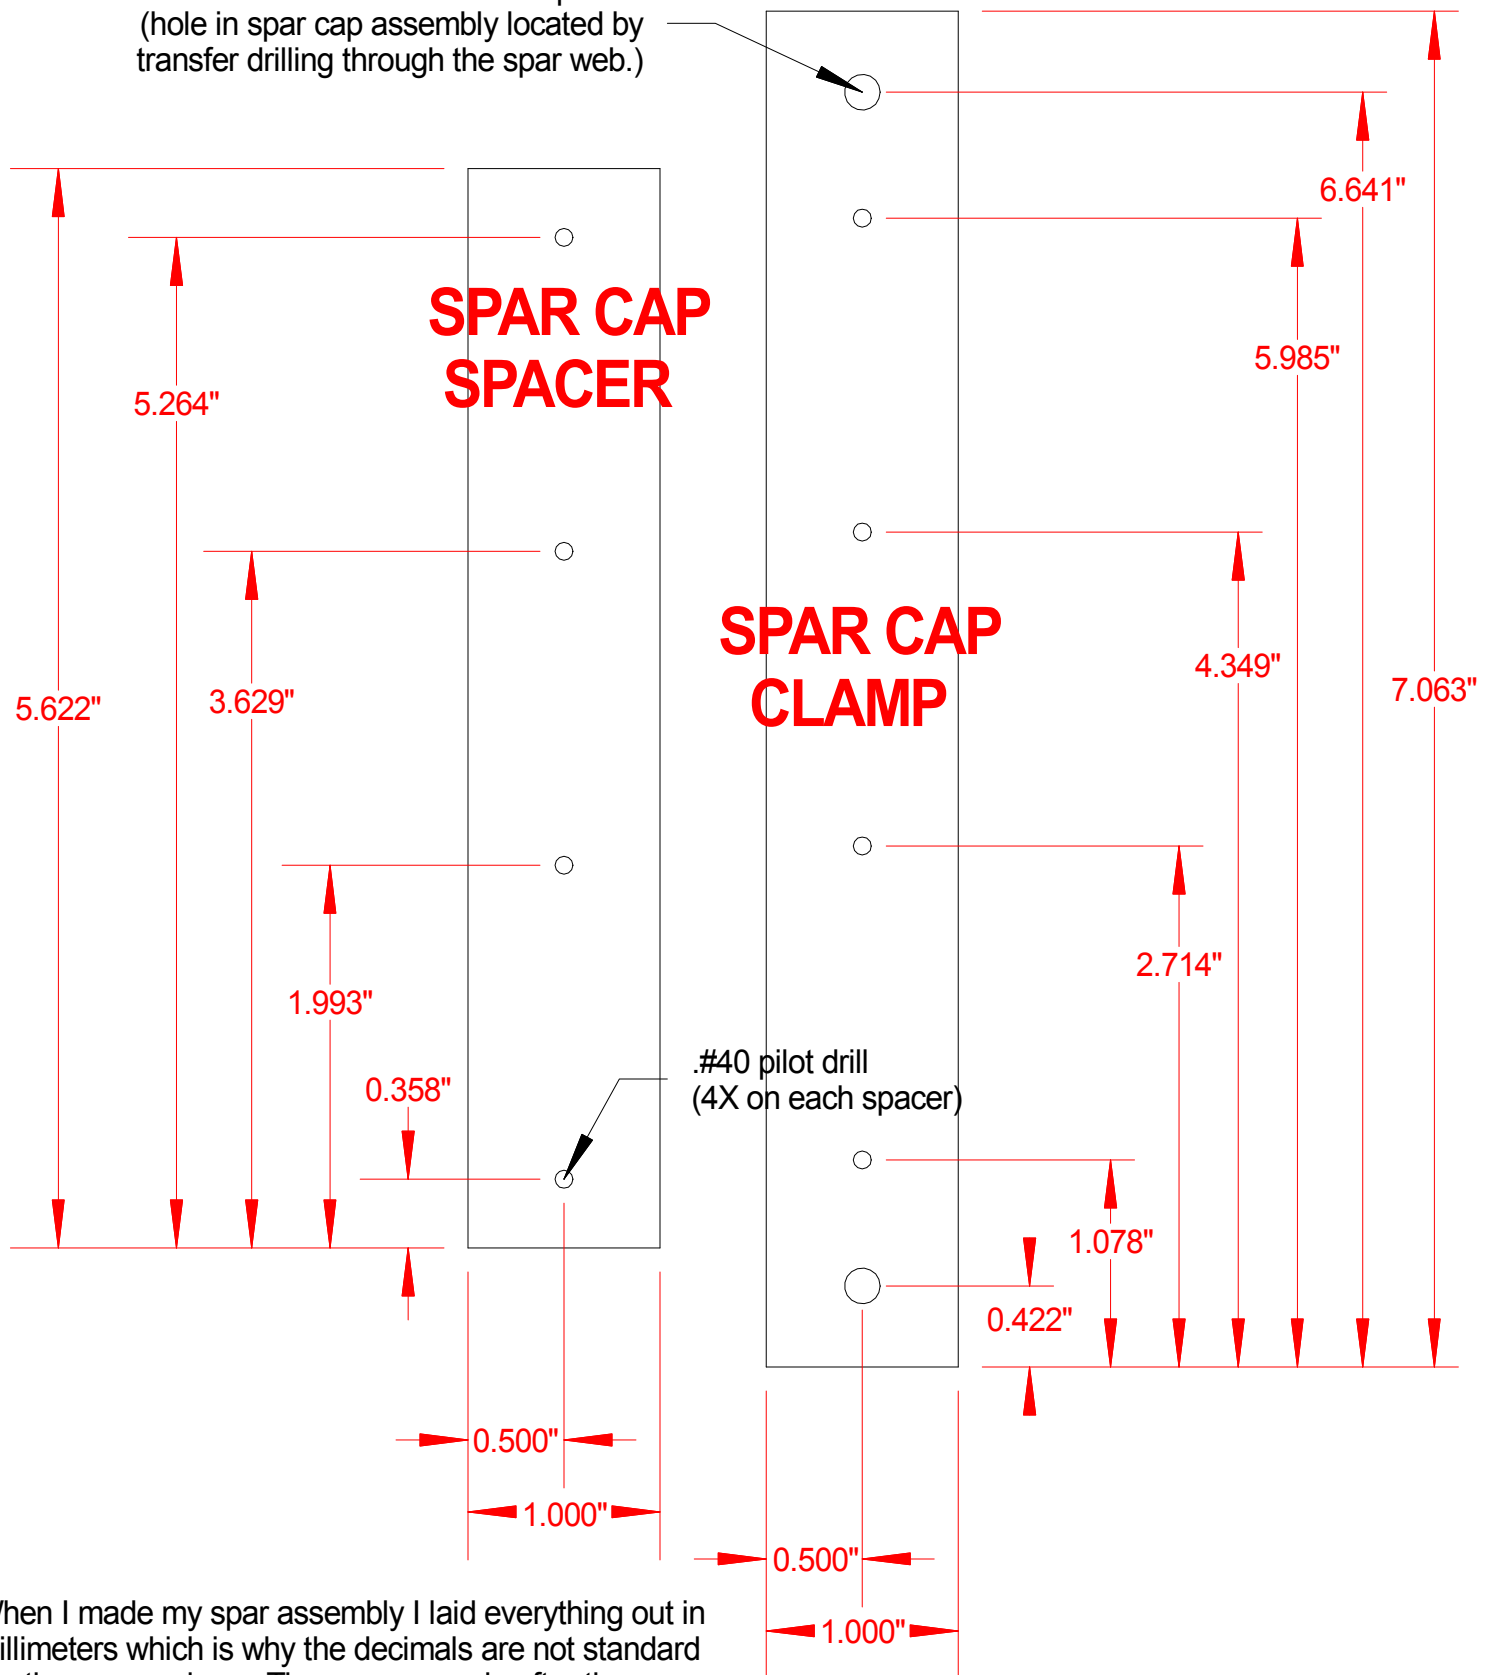 (hole in spar cap assembly located by
transfer drilling through the spar web.)
6.641"
SPAR CAP
SPACER
5.985"
5.264"
SPAR CAP
CLAMP
4.349"
7.063"
5.622"
3.629"
2.714"
1.993"
.#40 pilot drill
(4X on each spacer)
0.358"
1.078"
0.422"
0.500"
1.000"
0.500"
1.000"
When I made my spar assembly I laid everything out in
millimeters which is why the decimals are not standard